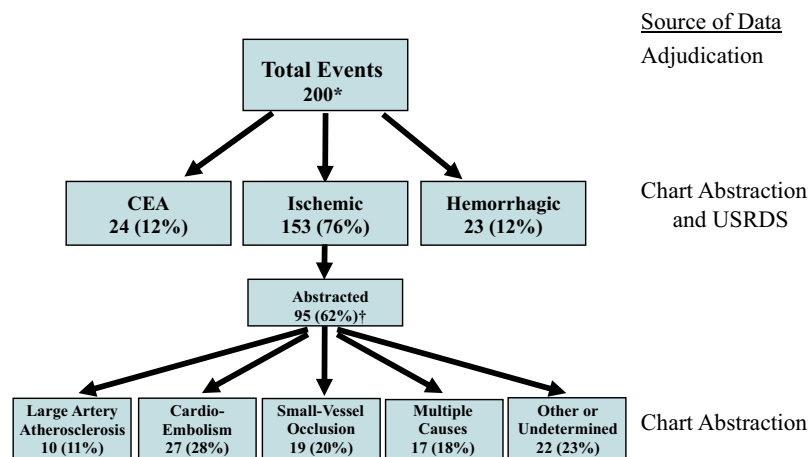 Source of Data
Adjudication
Total Events
200*
CEA
24 (12%)
Ischemic
153 (76%)
Hemorrhagic
23 (12%)
Chart Abstraction
and USRDS
Abstracted
95 (62%)†
Large Artery
Atherosclerosis
10 (11%)
Cardio-
Embolism
27 (28%)
Small-Vessel
Occlusion
19 (20%)
Multiple
Causes
17 (18%)
Other or
Undetermined
22 (23%)
Chart Abstraction